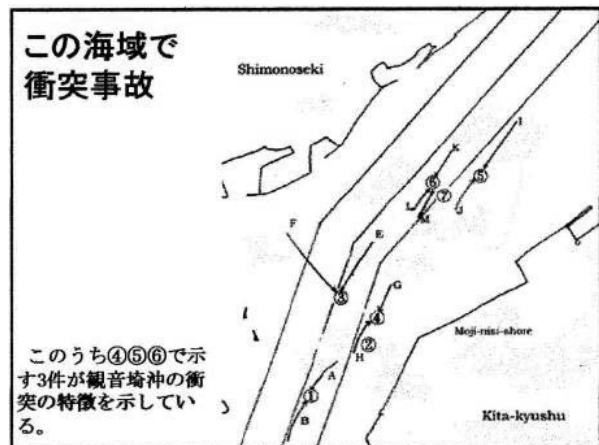 この海域で
衝突事故
Shimonoseki
I
K
⑤
⑥
L
⑦
J
M
F
E
③
G
④
②
H
Moji-nisi-shore
A
①
B
Kita-kyushu
このうち④⑤⑥で示
す3件が観音埼沖の衝
突の特徴を示してい
る。